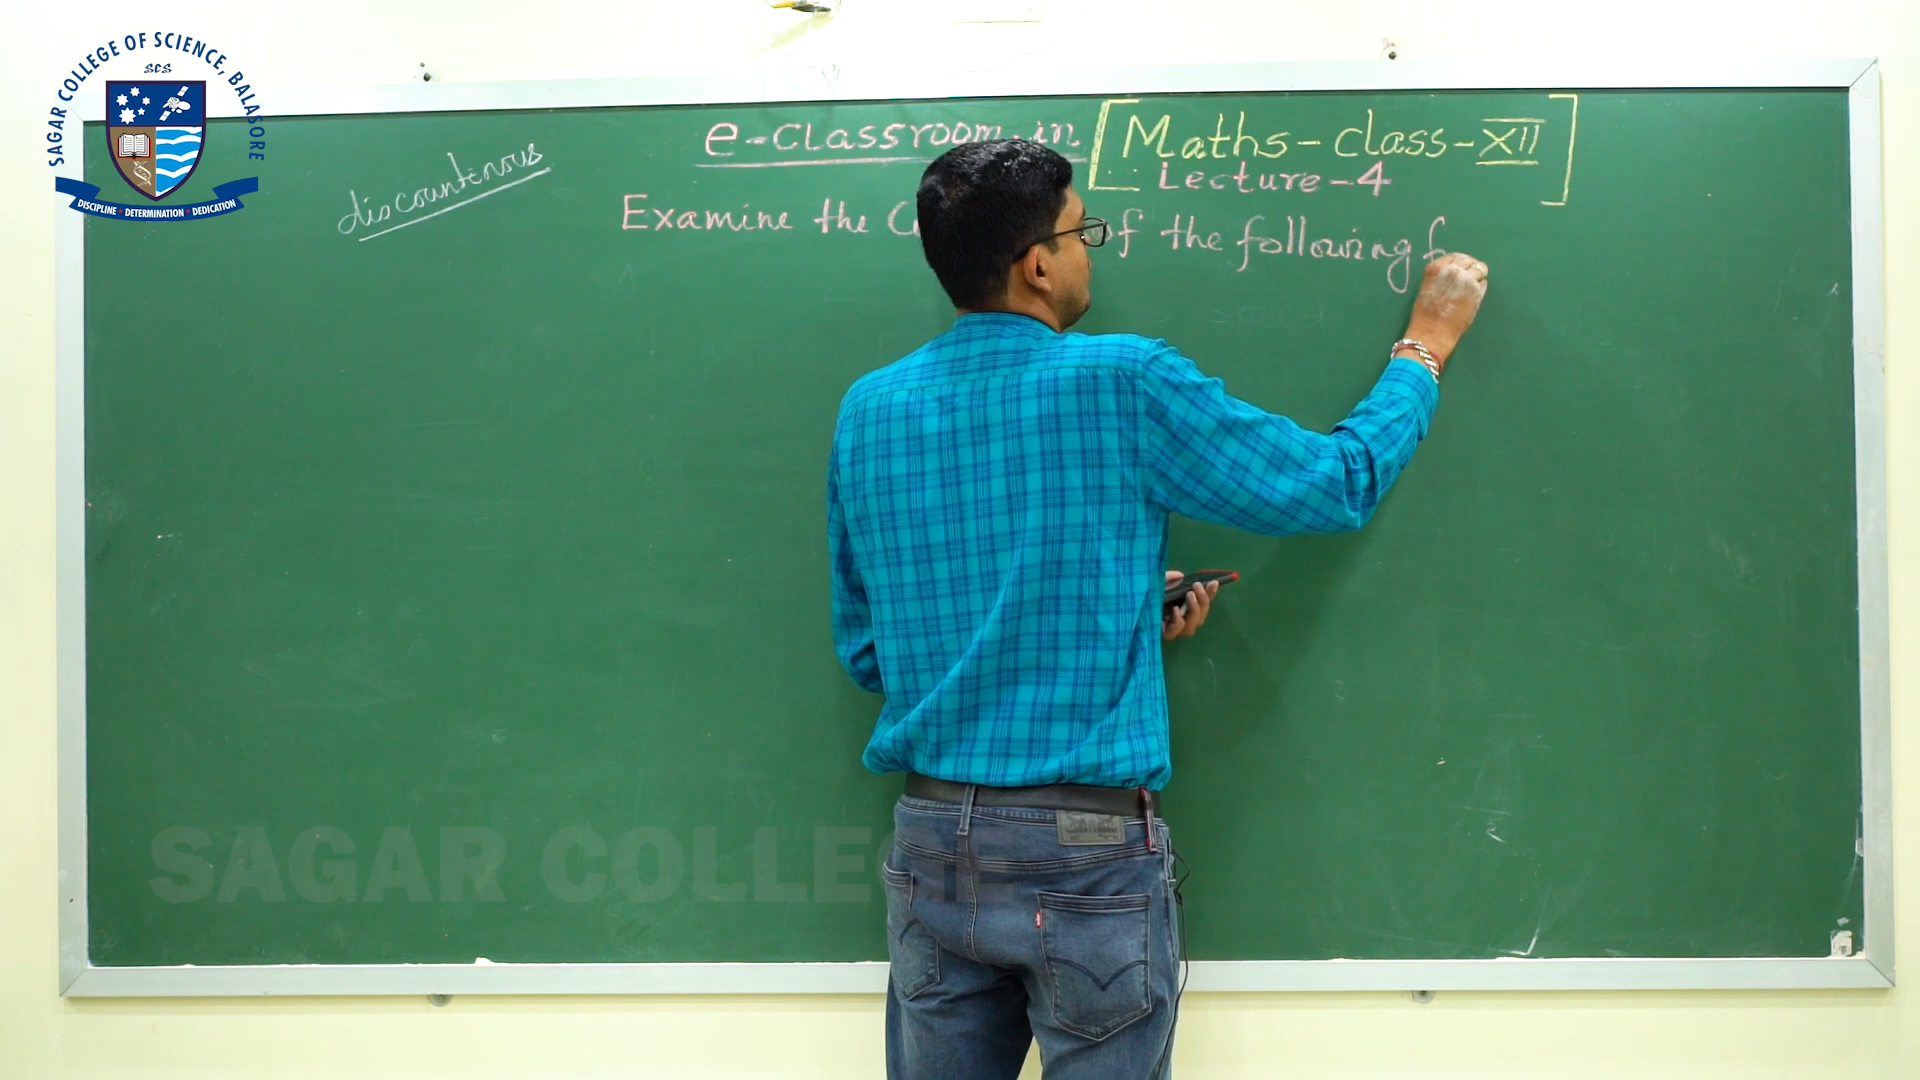 SAGAR COLLEGE OF SCIENCE, BALASORE
SCS
DISCIPLINE • DETERMINATION • DEDICATION
e-classroom in [Maths-class-XII]
Lecture-4
discountinous
Examine the C of the following f
SAGAR COLLEGE